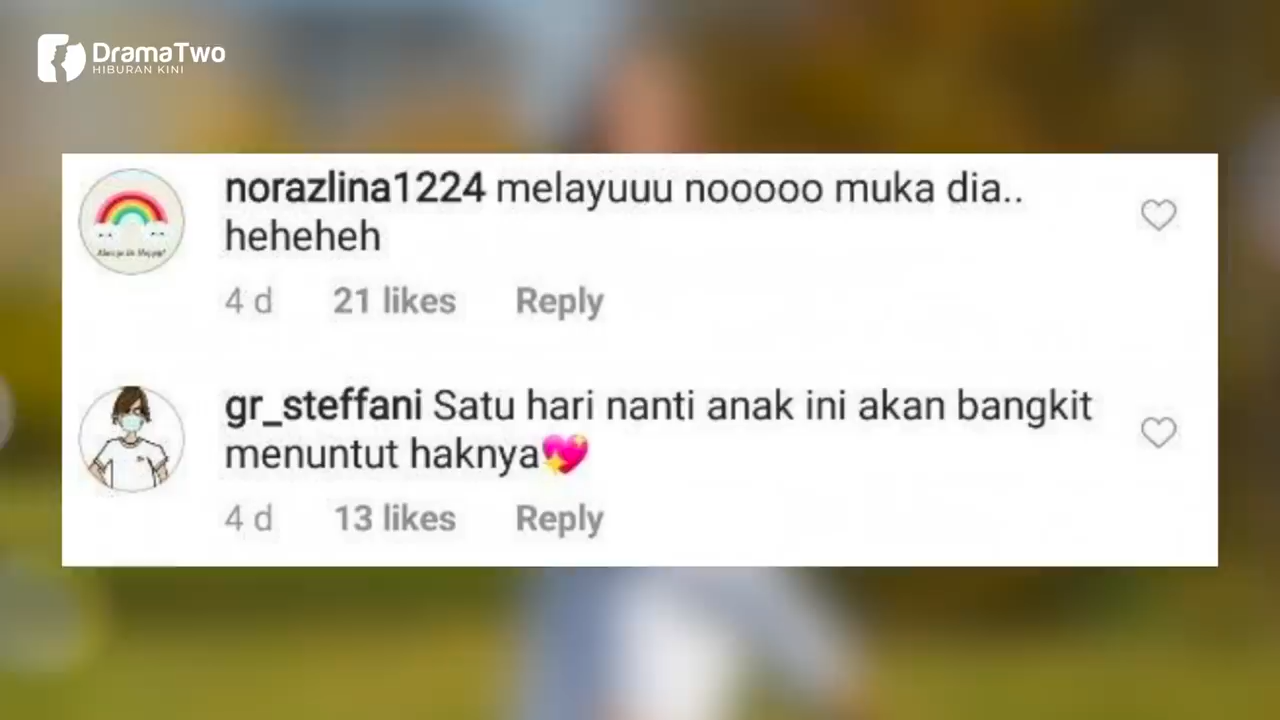 DramaTwo
HIBURAN KINI
norazlina1224 melayuuu nooooo muka dia..
heheheh
4 d 21 likes Reply
gr_steffani Satu hari nanti anak ini akan bangkit
menuntut haknya💖
4 d 13 likes Reply